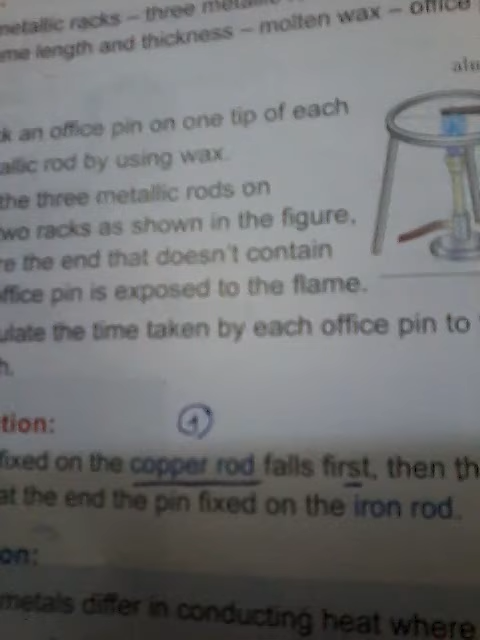 metallic racks – three
me length and thickness – molten wax – office
alu
k an office pin on one tip of each
allic rod by using wax.
the three metallic rods on
wo racks as shown in the figure,
re the end that doesn't contain
ffice pin is exposed to the flame.
ulate the time taken by each office pin to
h.
tion:
1
fixed on the copper rod falls first, then th
at the end the pin fixed on the iron rod.
on:
metals differ in conducting heat where